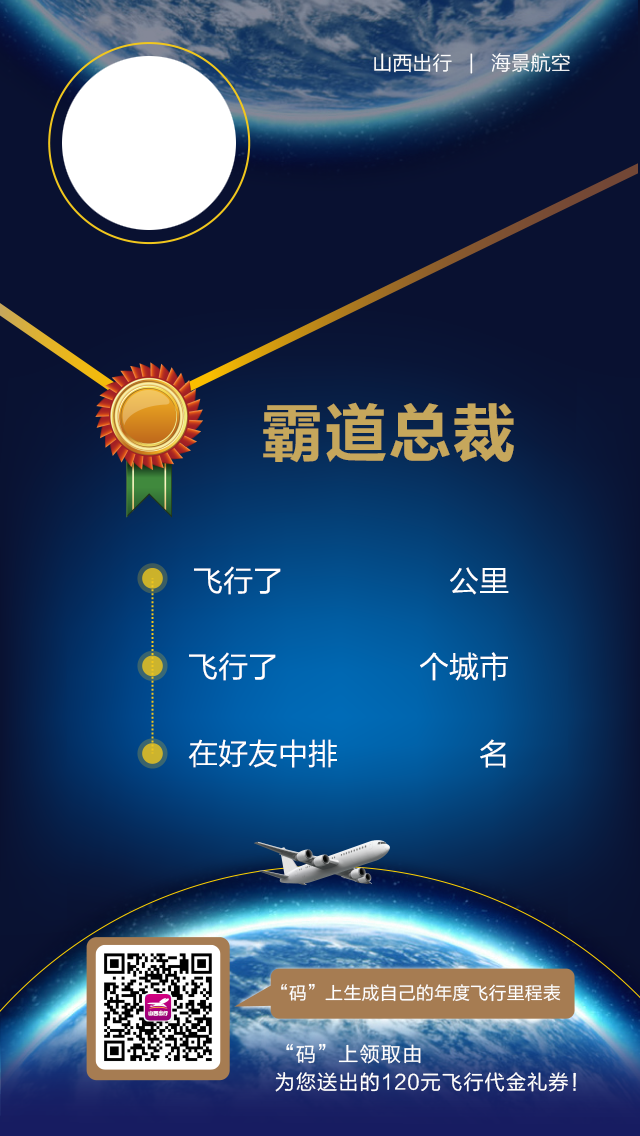 山西出行 | 海景航空
霸道总裁
飞行了 公里
飞行了 个城市
在好友中排 名
山西出行
“码”上生成自己的年度飞行里程表
“码”上领取由
为您送出的120元飞行代金礼券！